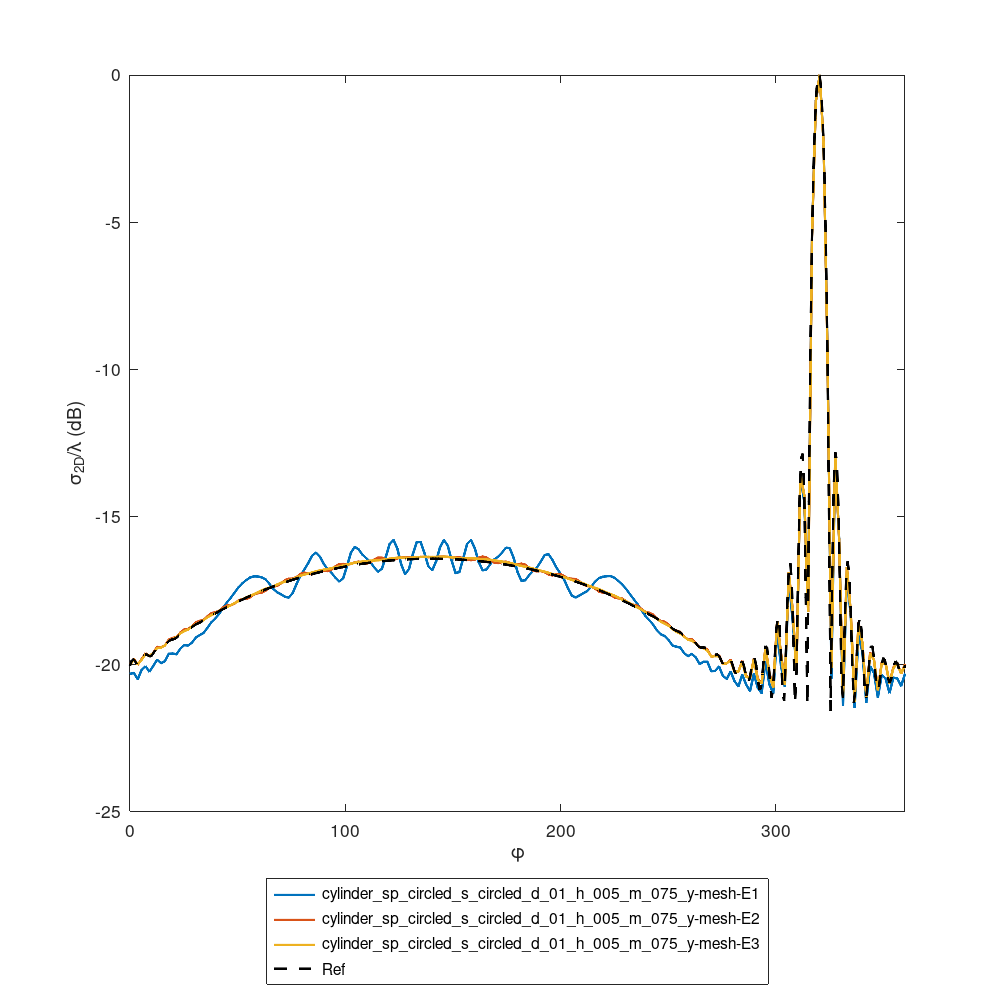 0
-5
-10
-15
-20
-25
σ2D/λ (dB)
0 100 200 300
φ
cylinder_sp_circled_s_circled_d_01_h_005_m_075_y-mesh-E1
cylinder_sp_circled_s_circled_d_01_h_005_m_075_y-mesh-E2
cylinder_sp_circled_s_circled_d_01_h_005_m_075_y-mesh-E3
Ref